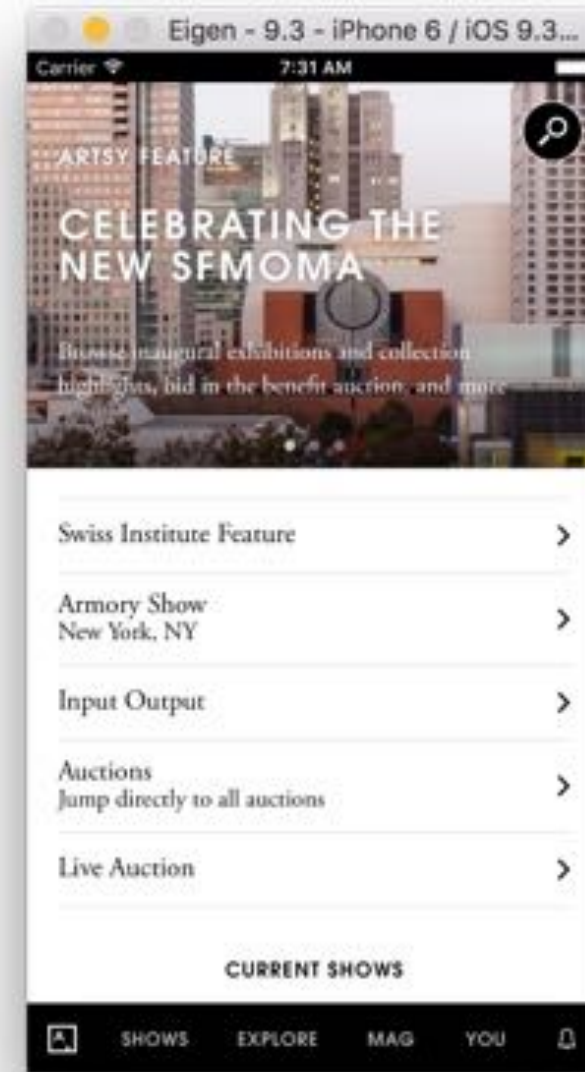 Eigen - 9.3 - iPhone 6 / iOS 9.3...
Carrier 7:31 AM
ARTSY FEATURE
CELEBRATING THE
NEW SFMOMA
Browse inaugural exhibitions and collection
highlights, bid in the benefit auction, and more
Swiss Institute Feature
Armory Show
New York, NY
Input Output
Auctions
Jump directly to all auctions
Live Auction
CURRENT SHOWS
A. SHOWS EXPLORE MAG YOU